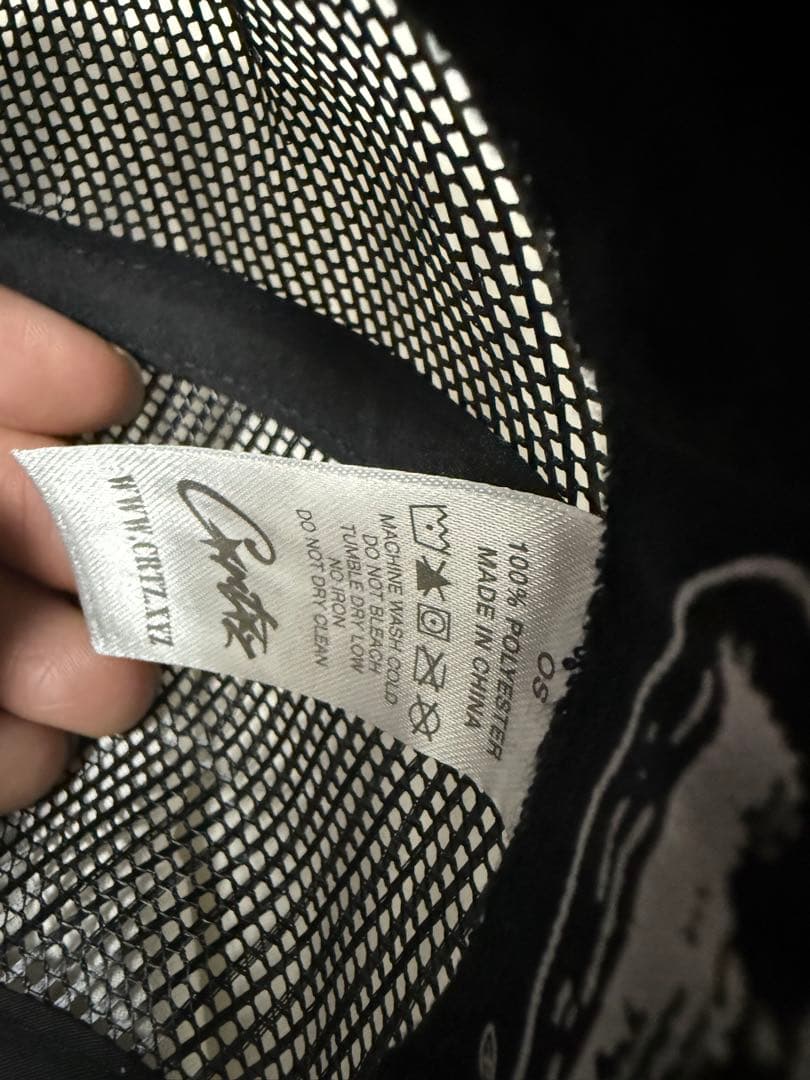 OS
100% POLYESTER
MADE IN CHINA
MACHINE WASH COLD
DO NOT BLEACH
TUMBLE DRY LOW
NO IRON
DO NOT DRY CLEAN
Corteiz
WWW.CRTZ.XYZ